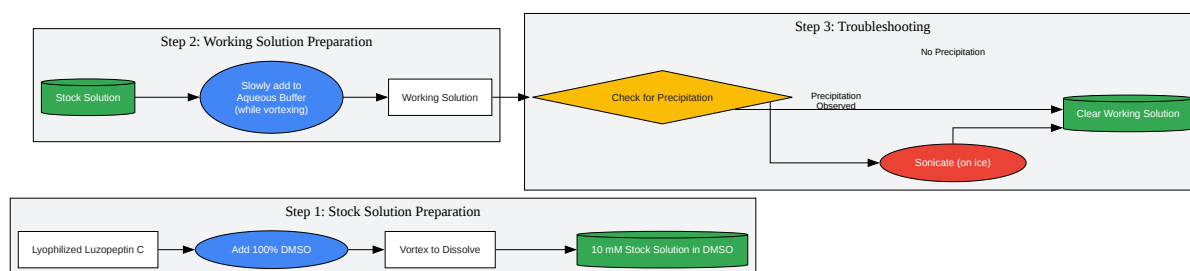 Step 2: Working Solution Preparation
Stock Solution
Slowly add to
Aqueous Buffer
(while vortexing)
Working Solution
Step 3: Troubleshooting
No Precipitation
Check for Precipitation
Precipitation
Observed
Clear Working Solution
Sonicate (on ice)
Step 1: Stock Solution Preparation
Lyophilized Luzopeptin C
Add 100% DMSO
Vortex to Dissolve
10 mM Stock Solution in DMSO